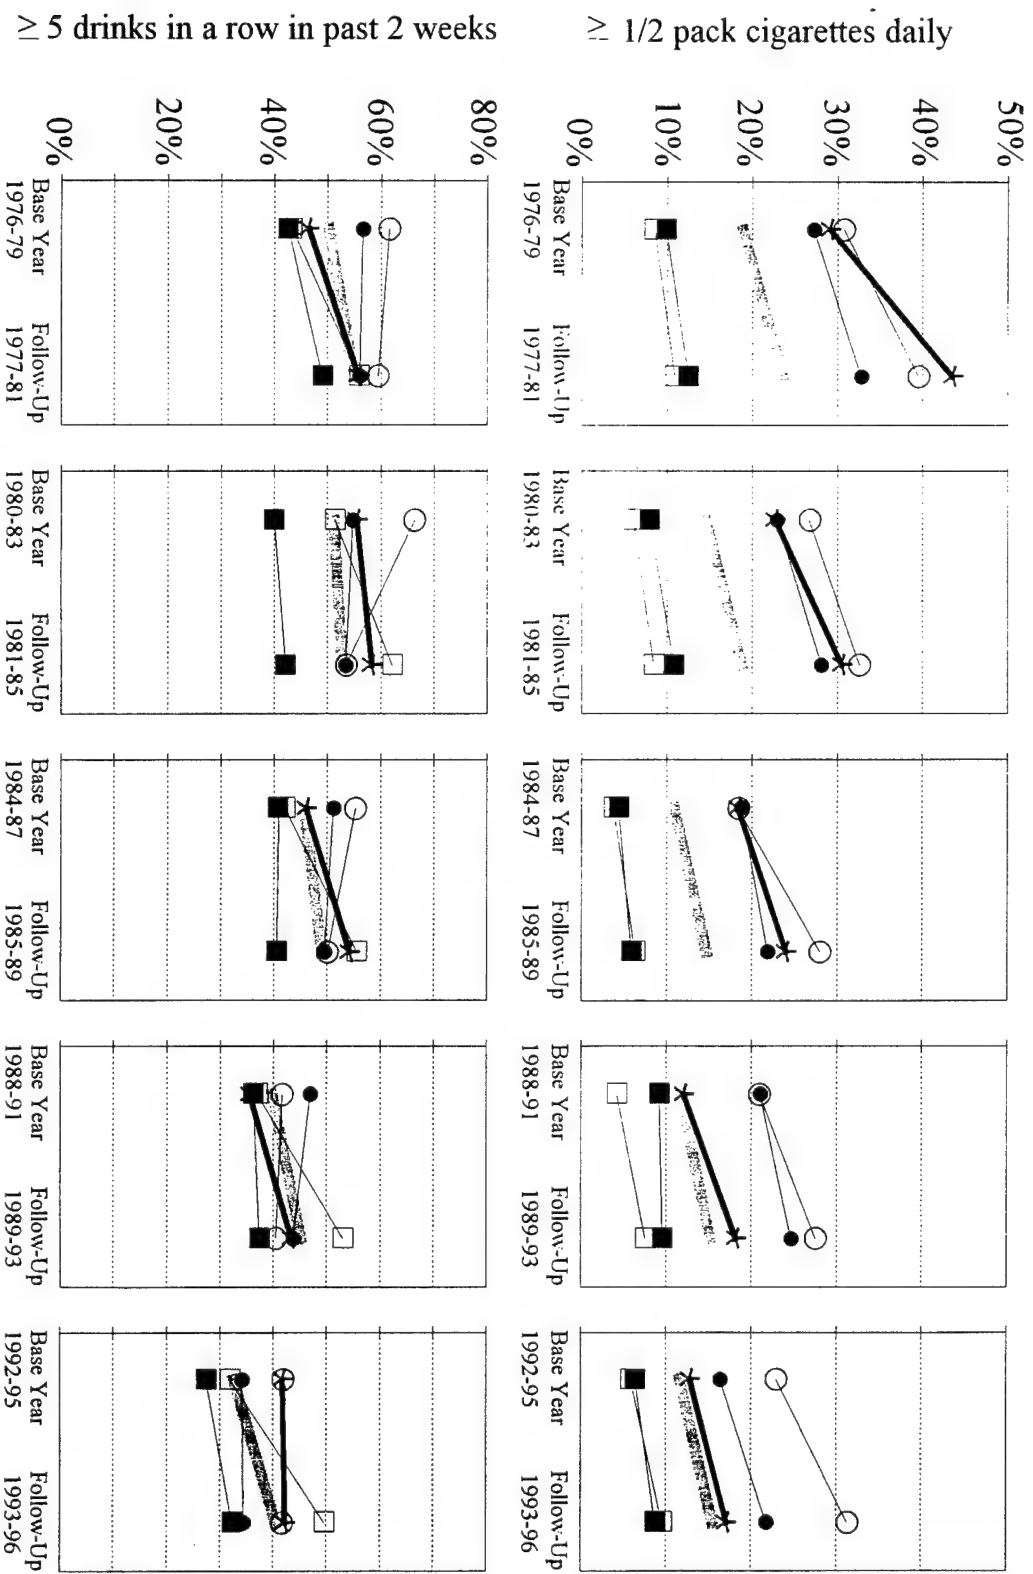 ≥ 5 drinks in a row in past 2 weeks
≥ 1/2 pack cigarettes daily
80%
60%
40%
20%
0%
50%
40%
30%
20%
10%
0%
Base Year
1976-79
Follow-Up
1977-81
Base Year
1980-83
Follow-Up
1981-85
Base Year
1984-87
Follow-Up
1985-89
Base Year
1988-91
Follow-Up
1989-93
Base Year
1992-95
Follow-Up
1993-96
Base Year
1976-79
Follow-Up
1977-81
Base Year
1980-83
Follow-Up
1981-85
Base Year
1984-87
Follow-Up
1985-89
Base Year
1988-91
Follow-Up
1989-93
Base Year
1992-95
Follow-Up
1993-96